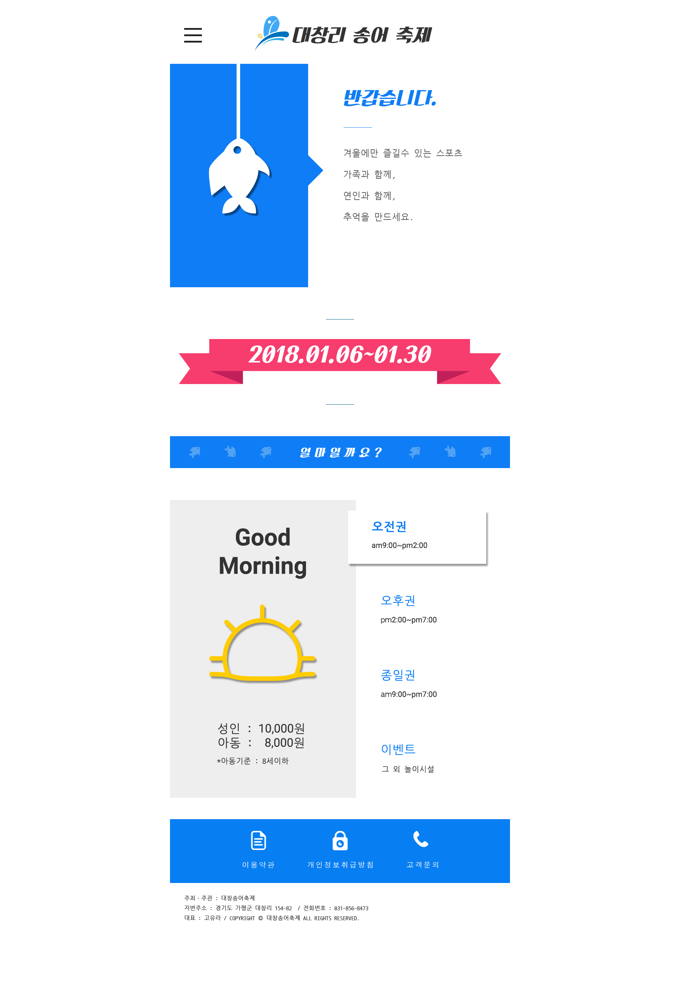 대창리 송어 축제
반갑습니다.
겨울에만 즐길수 있는 스포츠
가족과 함께,
연인과 함께,
추억을 만드세요.
2018.01.06~01.30
얼마일까요?
Good
Morning
성인 : 10,000원
아동 : 8,000원
*아동기준 : 8세이하
오전권
am9:00~pm2:00
오후권
pm2:00~pm7:00
종일권
am9:00~pm7:00
이벤트
그 외 놀이시설
이용약관
개인정보취급방침
고객문의
주최·주관 : 대창송어축제
지번주소 : 경기도 가평군 대창리 154-82 / 전화번호 : 031-856-8473
대표 : 고유라 / COPYRIGHT © 대창송어축제 ALL RIGHTS RESERVED.